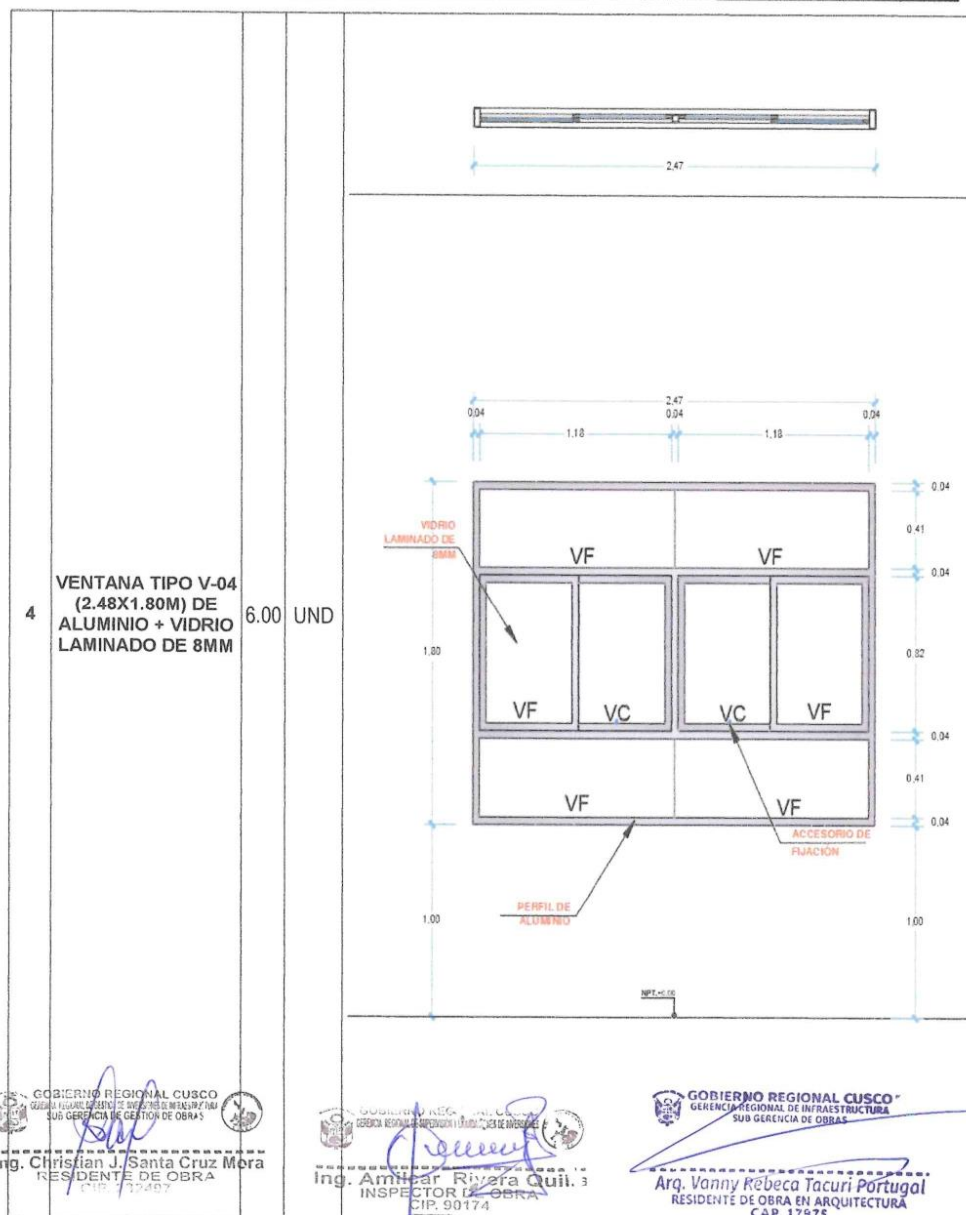 2,47
2,47
0,04 0,04 0,04
1,18 1,18
0,04
VIDRIO
LAMINADO DE
8MM
0,41
VF VF
0,04
4
VENTANA TIPO V-04
(2.48X1.80M) DE
ALUMINIO + VIDRIO
LAMINADO DE 8MM
6.00 UND
1,80
0,82
VF VC VC VF
0,04
0,41
VF VF
0,04
ACCESORIO DE
FIJACIÓN
PERFIL DE
ALUMINIO
1,00 1,00
GOBIERNO REGIONAL CUSCO
SUB GERENCIA DE GESTIÓN DE OBRAS
Ing. Christian J. Santa Cruz Mora
RESIDENTE DE OBRA
GOBIERNO REG
Ing. Amilcar Rivera
INSPECTOR DE OBRA
CIP. 90174
GOBIERNO REGIONAL CUSCO
GERENCIA REGIONAL DE INFRAESTRUCTURA
SUB GERENCIA DE OBRAS
Arq. Vanny Rebeca Tacuri Portugal
RESIDENTE DE OBRA EN ARQUITECTURA
CAP. 17975